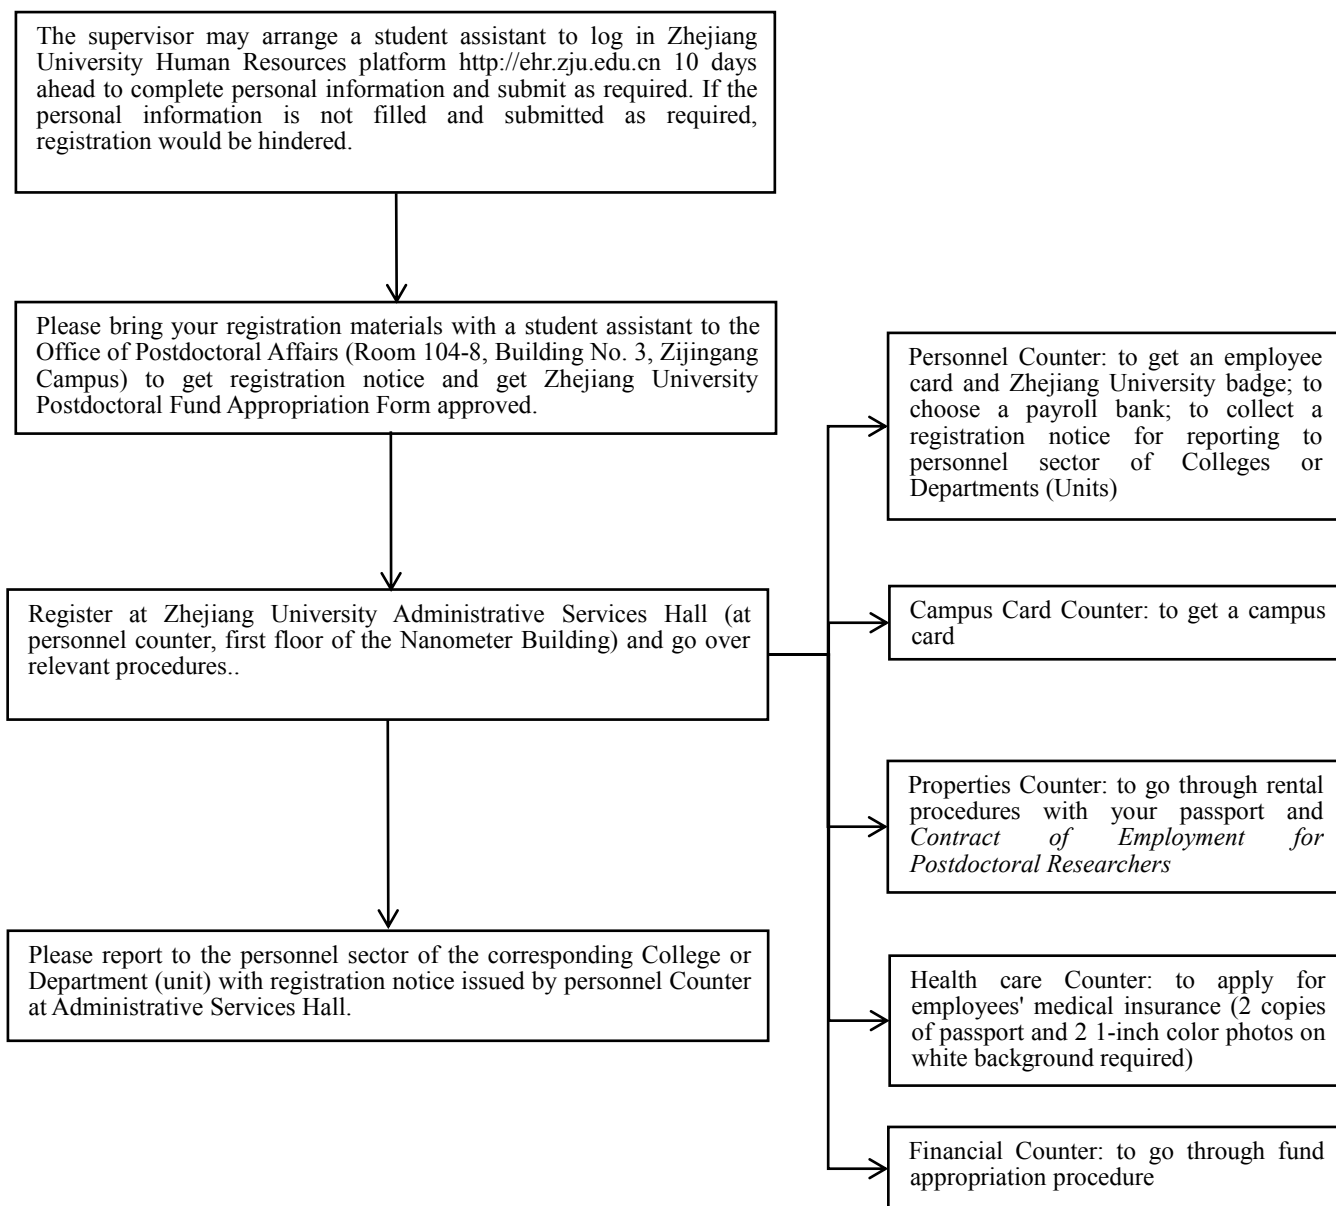 The supervisor may arrange a student assistant to log in Zhejiang
University Human Resources platform http://ehr.zju.edu.cn 10 days
ahead to complete personal information and submit as required. If the
personal information is not filled and submitted as required,
registration would be hindered.
Please bring your registration materials with a student assistant to the
Office of Postdoctoral Affairs (Room 104-8, Building No. 3, Zijingang
Campus) to get registration notice and get Zhejiang University
Postdoctoral Fund Appropriation Form approved.
Register at Zhejiang University Administrative Services Hall (at
personnel counter, first floor of the Nanometer Building) and go over
relevant procedures..
Please report to the personnel sector of the corresponding College or
Department (unit) with registration notice issued by personnel Counter
at Administrative Services Hall.
Personnel Counter: to get an employee
card and Zhejiang University badge; to
choose a payroll bank; to collect a
registration notice for reporting to
personnel sector of Colleges or
Departments (Units)
Campus Card Counter: to get a campus
card
Properties Counter: to go through rental
procedures with your passport and
Contract of Employment for
Postdoctoral Researchers
Health care Counter: to apply for
employees' medical insurance (2 copies
of passport and 2 1-inch color photos on
white background required)
Financial Counter: to go through fund
appropriation procedure